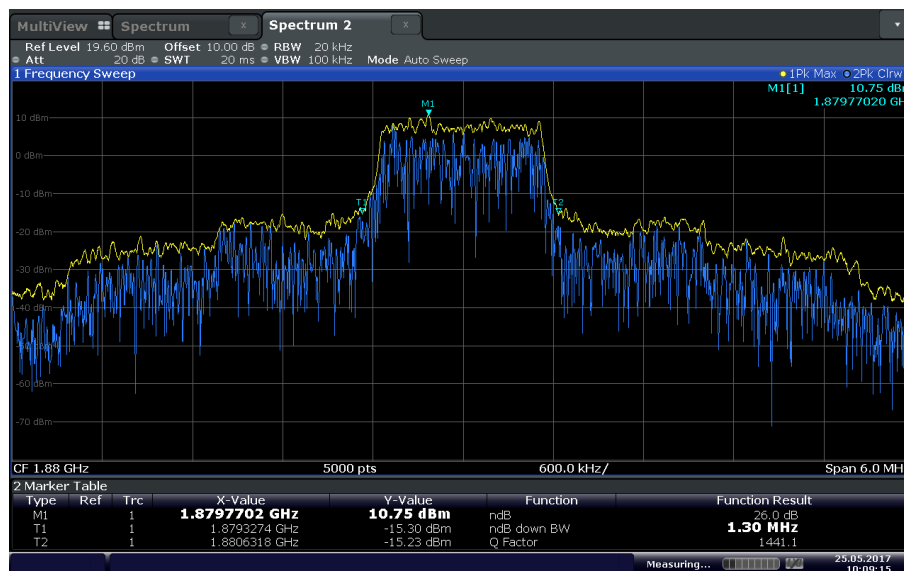 MultiView Spectrum x Spectrum 2 x
Ref Level 19.60 dBm Offset 10.00 dB RBW 20 kHz
Att 20 dB SWT 20 ms VBW 100 kHz Mode Auto Sweep
1 Frequency Sweep 1Pk Max 2Pk Clrw
M1[1] 10.75 dBm
1.87977020 GH
M1
10 dBm
0 dBm
-10 dBm
T1 T2
-20 dBm
-30 dBm
-40 dBm
-60 dBm
-70 dBm
CF 1.88 GHz 5000 pts 600.0 kHz/ Span 6.0 MH
2 Marker Table
Type Ref Trc X-Value Y-Value Function Function Result
M1 1 1.8797702 GHz 10.75 dBm ndB 26.0 dB
T1 1 1.8793274 GHz -15.30 dBm ndB down BW 1.30 MHz
T2 1 1.8806318 GHz -15.23 dBm Q Factor 1441.1
Measuring... 25.05.2017
10:09:15